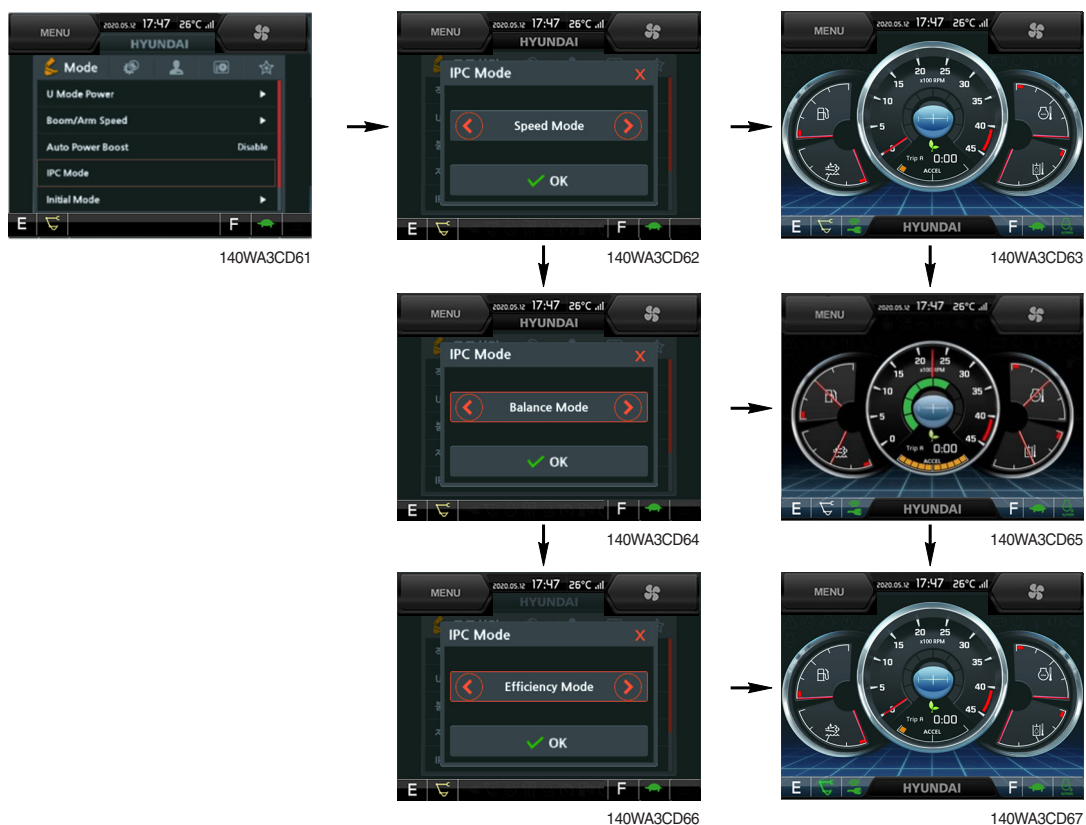 MENU
2020.05.12 17:47 26°C
HYUNDAI
Mode
U Mode Power
Boom/Arm Speed
Auto Power Boost Disable
IPC Mode
Initial Mode
E F
140WA3CD61
MENU
2020.05.12 17:47 26°C
HYUNDAI
IPC Mode X
Speed Mode
OK
E F
140WA3CD62
MENU
2020.05.12 17:47 26°C
20 25
x100 RPM
15 30
10 35
5 40
0 45
Trip A 0:00
ACCEL
E HYUNDAI F
140WA3CD63
MENU
2020.05.12 17:47 26°C
HYUNDAI
IPC Mode X
Balance Mode
OK
E F
140WA3CD64
MENU
2020.05.12 17:47 26°C
20 25
x100 RPM
15 30
10 35
5 40
0 45
Trip A 0:00
ACCEL
E HYUNDAI F
140WA3CD65
MENU
2020.05.12 17:47 26°C
HYUNDAI
IPC Mode X
Efficiency Mode
OK
E F
140WA3CD66
MENU
2020.05.12 17:47 26°C
20 25
x100 RPM
15 30
10 35
5 40
0 45
Trip A 0:00
ACCEL
E HYUNDAI F
140WA3CD67